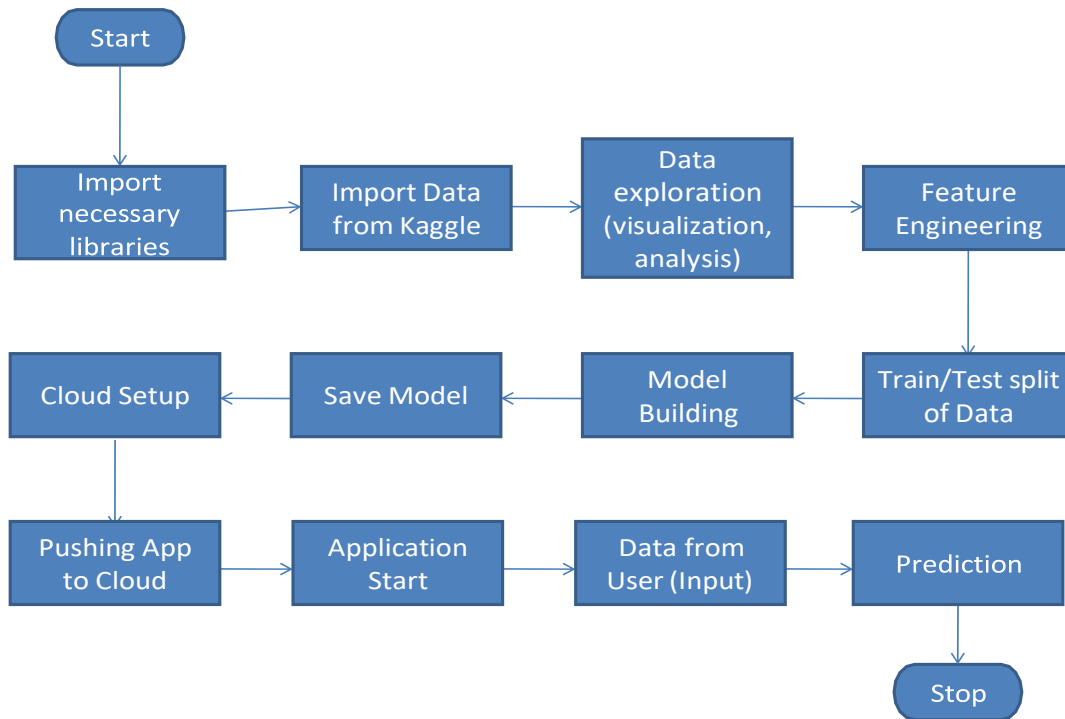 Start
Import
necessary
libraries
Import Data
from Kaggle
Data
exploration
(visualization,
analysis)
Feature
Engineering
Cloud Setup
Save Model
Model
Building
Train/Test split
of Data
Pushing App
to Cloud
Application
Start
Data from
User (Input)
Prediction
Stop